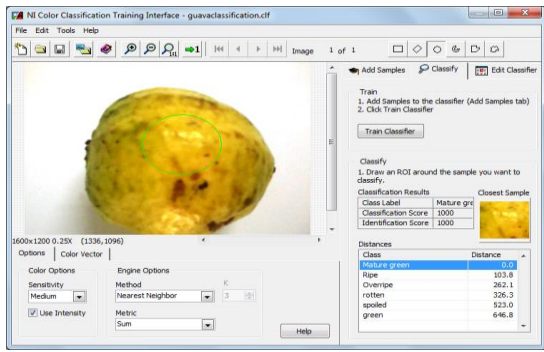 NI Color Classification Training Interface - guavaclassification.clf
File Edit Tools Help
1:1
1 Image 1 of 1
Add Samples Classify Edit Classifier
Train
1. Add Samples to the classifier (Add Samples tab)
2. Click Train Classifier
Train Classifier
Classify
1. Draw an ROI around the sample you want to
classify.
Classification Results Closest Sample
Class Label Mature gre
Classification Score 1000
Identification Score 1000
1600x1200 0.25X (1336,1096)
Distances
Class Distance
Mature green 0.0
Ripe 103.8
Overripe 262.1
rotten 326.3
spoiled 523.0
green 646.8
Options Color Vector
Color Options
Sensitivity
Medium
Use Intensity
Engine Options
Method K
Nearest Neighbor 3
Metric
Sum
Help